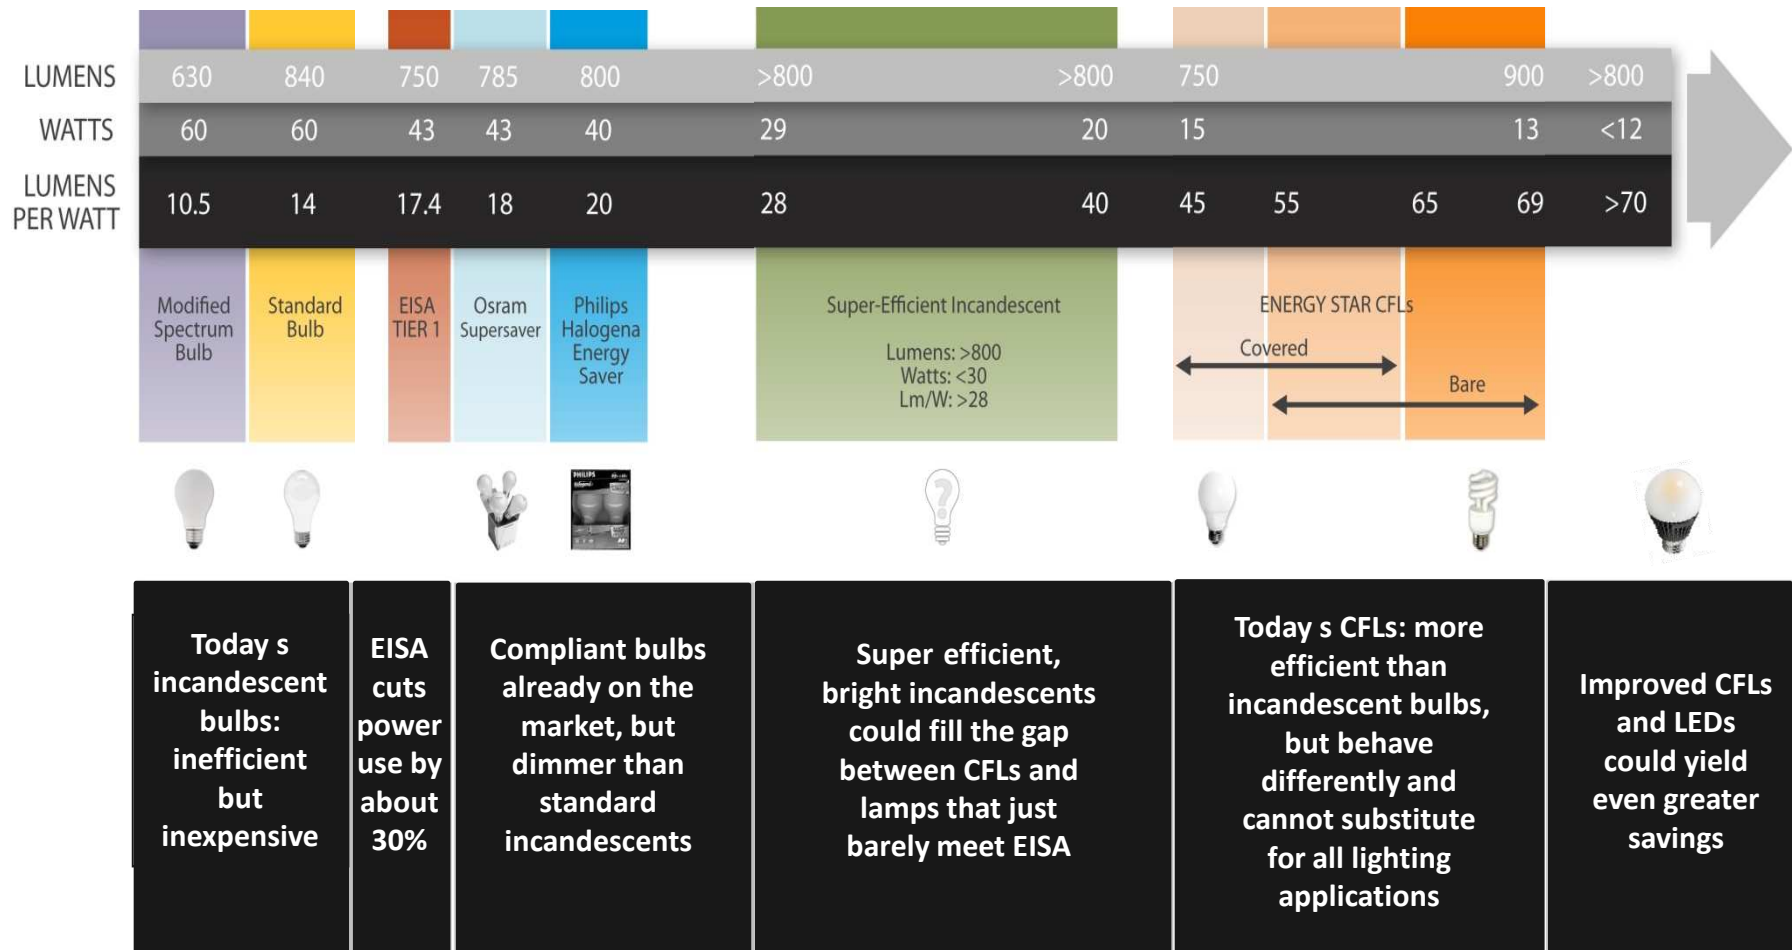 LUMENS 630 840 750 785 800 >800 >800 750 900 >800
WATTS 60 60 43 43 40 29 20 15 13 <12
LUMENS
PER WATT 10.5 14 17.4 18 20 28 40 45 55 65 69 >70
Modified
Spectrum
Bulb
Standard
Bulb
EISA
TIER 1
Osram
Supersaver
Philips
Halogena
Energy
Saver
Super-Efficient Incandescent
Lumens: >800
Watts: <30
Lm/W: >28
ENERGY STAR CFLs
Covered
Bare
PHILIPS
?
Today s
incandescent
bulbs:
inefficient
but
inexpensive
EISA
cuts
power
use by
about
30%
Compliant bulbs
already on the
market, but
dimmer than
standard
incandescents
Super efficient,
bright incandescents
could fill the gap
between CFLs and
lamps that just
barely meet EISA
Today s CFLs: more
efficient than
incandescent bulbs,
but behave
differently and
cannot substitute
for all lighting
applications
Improved CFLs
and LEDs
could yield
even greater
savings